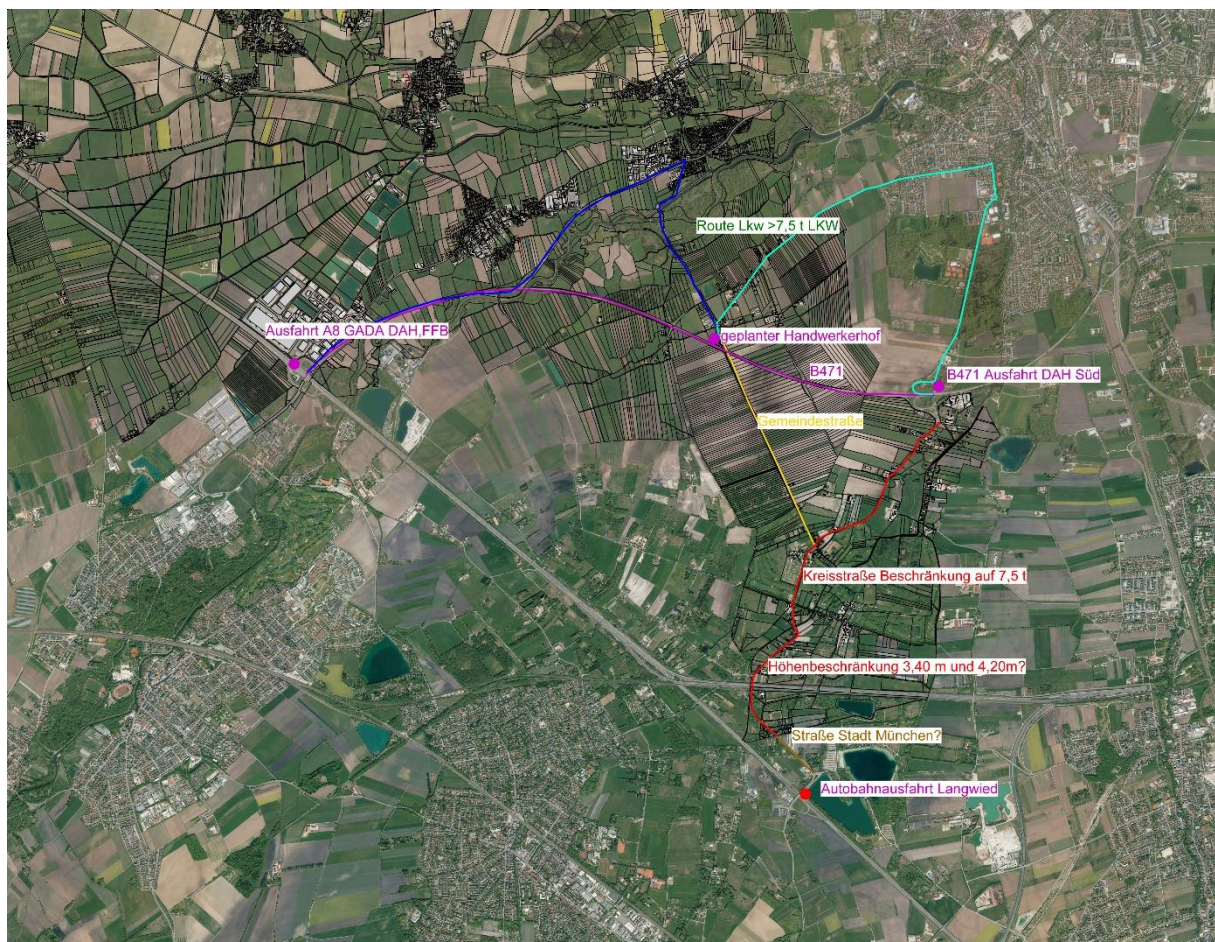 Route Lkw >7,5 t LKW
Ausfahrt A8 GADA DAH,FFB
geplanter Handwerkerhof
B471
B471 Ausfahrt DAH Süd
Gemeindestraße
Kreisstraße Beschränkung auf 7,5 t
Höhenbeschränkung 3,40 m und 4,20m?
Straße Stadt München?
Autobahnausfahrt Langwied